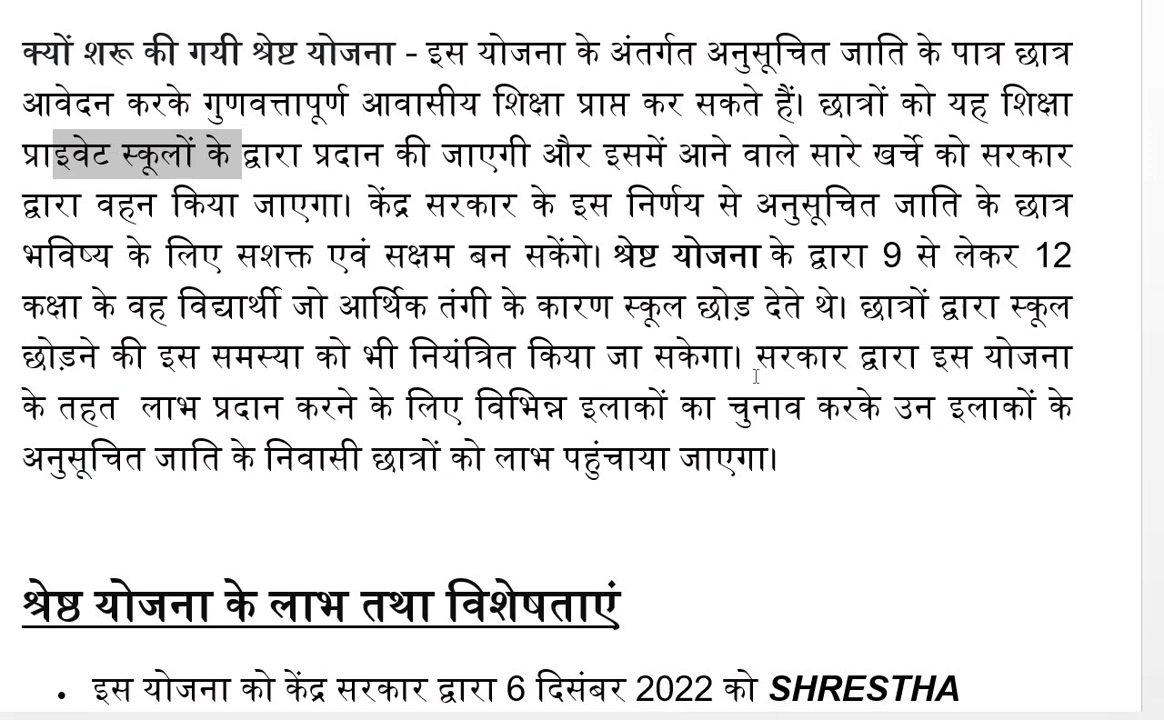 क्यों शरू की गयी श्रेष्ट योजना - इस योजना के अंतर्गत अनुसूचित जाति के पात्र छात्र
आवेदन करके गुणवत्तापूर्ण आवासीय शिक्षा प्राप्त कर सकते हैं। छात्रों को यह शिक्षा
प्राइवेट स्कूलों के द्वारा प्रदान की जाएगी और इसमें आने वाले सारे खर्चे को सरकार
द्वारा वहन किया जाएगा। केंद्र सरकार के इस निर्णय से अनुसूचित जाति के छात्र
भविष्य के लिए सशक्त एवं सक्षम बन सकेंगे। श्रेष्ट योजना के द्वारा 9 से लेकर 12
कक्षा के वह विद्यार्थी जो आर्थिक तंगी के कारण स्कूल छोड़ देते थे। छात्रों द्वारा स्कूल
छोड़ने की इस समस्या को भी नियंत्रित किया जा सकेगा। सरकार द्वारा इस योजना
के तहत लाभ प्रदान करने के लिए विभिन्न इलाकों का चुनाव करके उन इलाकों के
अनुसूचित जाति के निवासी छात्रों को लाभ पहुंचाया जाएगा।
श्रेष्ठ योजना के लाभ तथा विशेषताएं
• इस योजना को केंद्र सरकार द्वारा 6 दिसंबर 2022 को SHRESTHA